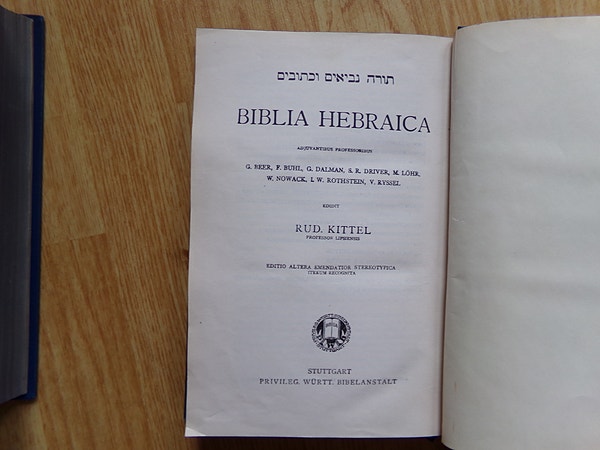 תורה נביאים וכתובים
BIBLIA HEBRAICA
ADJUVANTIBUS PROFESSORIBUS
G. BEER, F. BUHL, G. DALMAN, S. R. DRIVER, M. LÖHR,
W. NOWACK, I. W. ROTHSTEIN, V. RYSSEL
EDIDIT
RUD. KITTEL
PROFESSOR LIPSIENSIS
EDITIO ALTERA EMENDATIOR STEREOTYPICA
ITERUM RECOGNITA
STUTTGART
PRIVILEG. WÜRTT. BIBELANSTALT